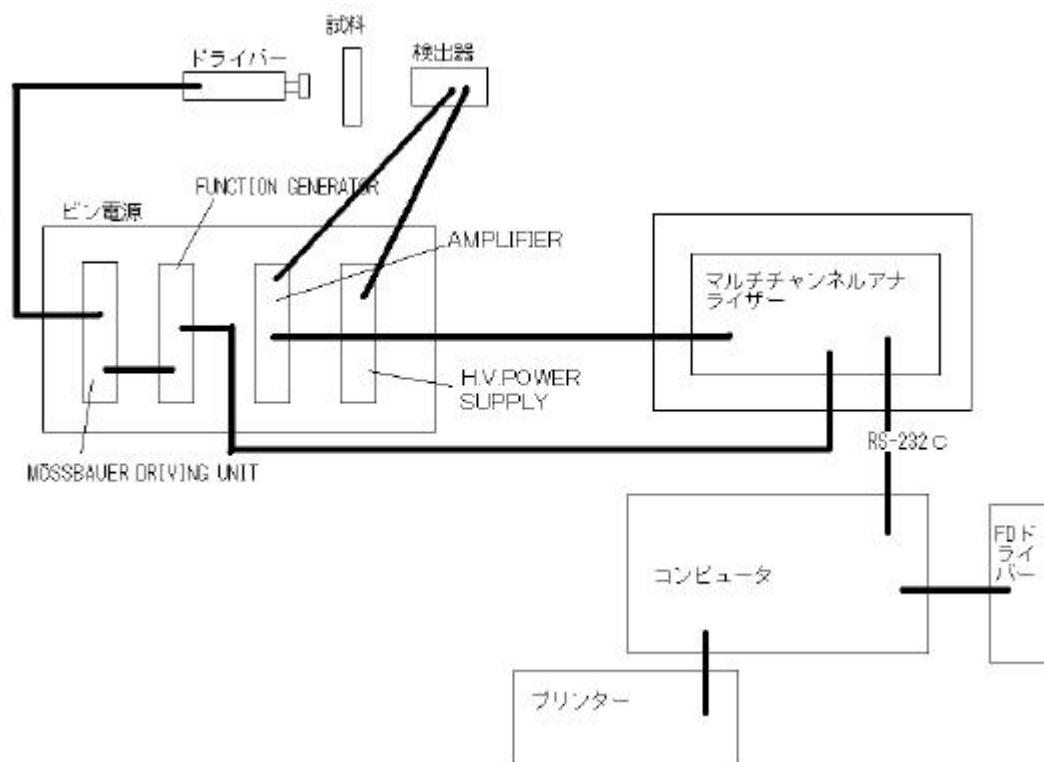 試料
ドライバー
検出器
FUNCTION GENERATOR
ビン電源
AMPLIFIER
マルチチャンネルアナ
ライザー
H.V.POWER
SUPPLY
RS-232C
MÖSSBAUER DRIVING UNIT
FDド
ライ
バー
コンピュータ
プリンター